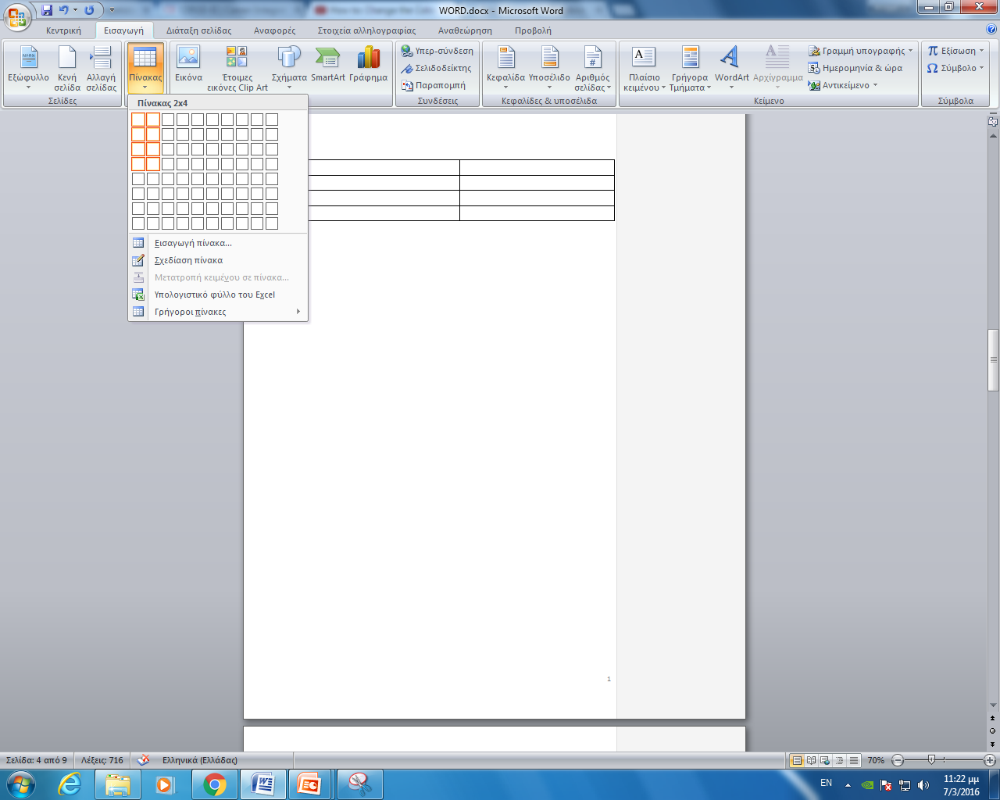 WORD.docx - Microsoft Word
Κεντρική Εισαγωγή Διάταξη σελίδας Αναφορές Στοιχεία αλληλογραφίας Αναθεώρηση Προβολή
Εξώφυλλο
Κενή σελίδα
Αλλαγή σελίδας
Σελίδες
Πίνακας
Εικόνα
Έτοιμες εικόνες Clip Art
Σχήματα
SmartArt
Γράφημα
Υπερ-σύνδεση
Σελιδοδείκτης
Παραπομπή
Συνδέσεις
Κεφαλίδα
Υποσέλιδο
Αριθμός σελίδας
Κεφαλίδες & υποσέλιδα
Πλαίσιο κειμένου
Γρήγορα Τμήματα
WordArt
Αρχίγραμμα
Γραμμή υπογραφής
Ημερομηνία & ώρα
Αντικείμενο
Κείμενο
Εξίσωση
Σύμβολο
Σύμβολα
Πίνακας 2x4
Εισαγωγή πίνακα...
Σχεδίαση πίνακα
Μετατροπή κειμένου σε πίνακα...
Υπολογιστικό φύλλο του Excel
Γρήγοροι πίνακες
1
Σελίδα: 4 από 9 Λέξεις: 716 Ελληνικά (Ελλάδας) 70%
EN 11:22 μμ
7/3/2016